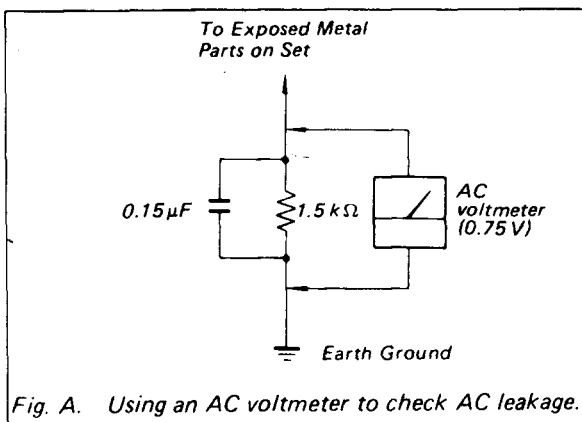 To Exposed Metal
Parts on Set
0.15μF
1.5kΩ
AC
voltmeter
(0.75V)
Earth Ground
Fig. A. Using an AC voltmeter to check AC leakage.